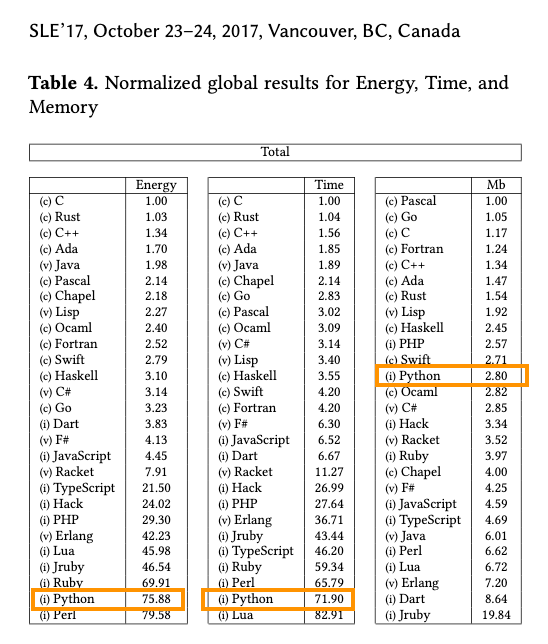 SLE’17, October 23–24, 2017, Vancouver, BC, Canada
Table 4. Normalized global results for Energy, Time, and
Memory
Total
Energy
(c) C 1.00
(c) Rust 1.03
(c) C++ 1.34
(c) Ada 1.70
(v) Java 1.98
(c) Pascal 2.14
(c) Chapel 2.18
(v) Lisp 2.27
(c) Ocaml 2.40
(c) Fortran 2.52
(c) Swift 2.79
(c) Haskell 3.10
(v) C# 3.14
(c) Go 3.23
(i) Dart 3.83
(v) F# 4.13
(i) JavaScript 4.45
(v) Racket 7.91
(i) TypeScript 21.50
(i) Hack 24.02
(i) PHP 29.30
(v) Erlang 42.23
(i) Lua 45.98
(i) Jruby 46.54
(i) Ruby 69.91
(i) Python 75.88
(i) Perl 79.58
Time
(c) C 1.00
(c) Rust 1.04
(c) C++ 1.56
(c) Ada 1.85
(v) Java 1.89
(c) Chapel 2.14
(c) Go 2.83
(c) Pascal 3.02
(c) Ocaml 3.09
(v) C# 3.14
(v) Lisp 3.40
(c) Haskell 3.55
(c) Swift 4.20
(c) Fortran 4.20
(v) F# 6.30
(i) JavaScript 6.52
(i) Dart 6.67
(v) Racket 11.27
(i) Hack 26.99
(i) PHP 27.64
(v) Erlang 36.71
(i) Jruby 43.44
(i) TypeScript 46.20
(i) Ruby 59.34
(i) Perl 65.79
(i) Python 71.90
(i) Lua 82.91
Mb
(c) Pascal 1.00
(c) Go 1.05
(c) C 1.17
(c) Fortran 1.24
(c) C++ 1.34
(c) Ada 1.47
(c) Rust 1.54
(v) Lisp 1.92
(c) Haskell 2.45
(i) PHP 2.57
(c) Swift 2.71
(i) Python 2.80
(c) Ocaml 2.82
(v) C# 2.85
(i) Hack 3.34
(v) Racket 3.52
(i) Ruby 3.97
(c) Chapel 4.00
(v) F# 4.25
(i) JavaScript 4.59
(i) TypeScript 4.69
(v) Java 6.01
(i) Perl 6.62
(i) Lua 6.72
(v) Erlang 7.20
(i) Dart 8.64
(i) Jruby 19.84